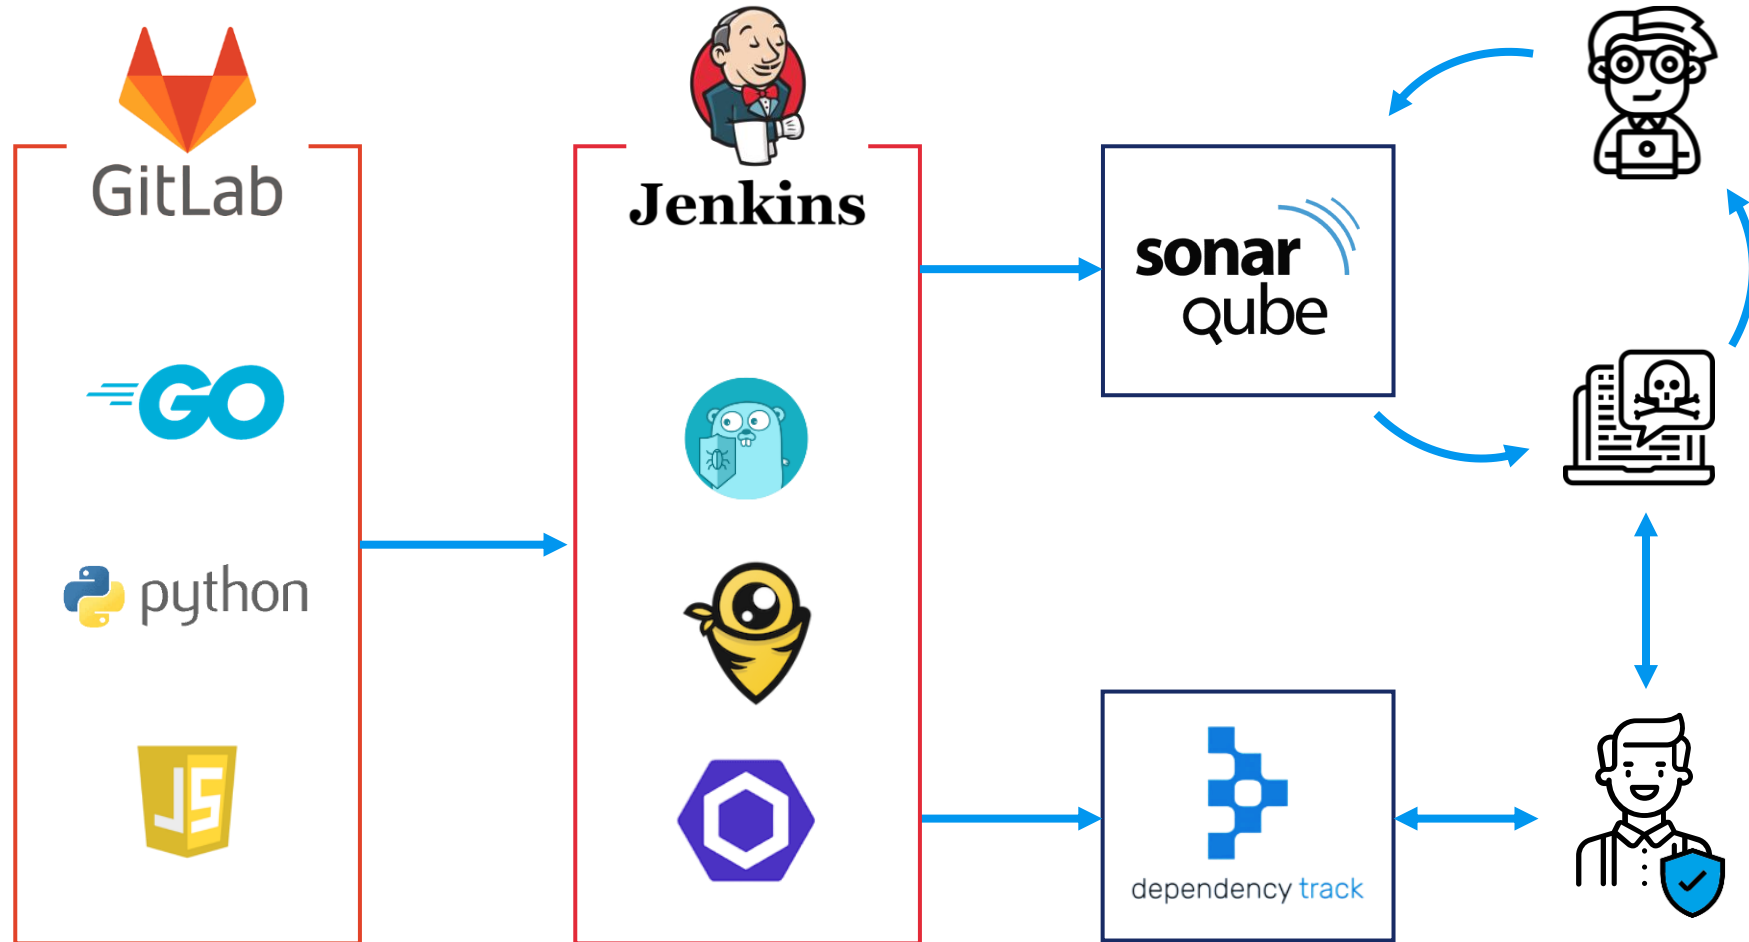 GitLab
Jenkins
sonar
qube
GO
python
JS
dependency track